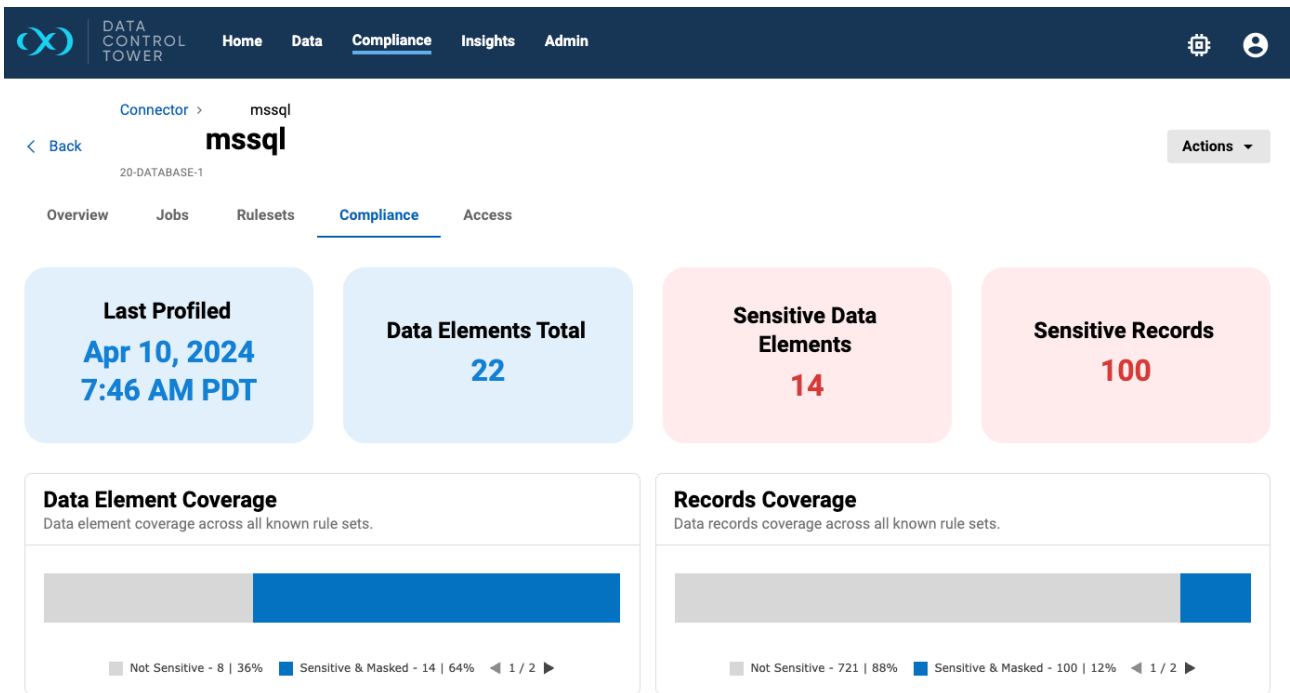 DATA
CONTROL
TOWER
Home Data Compliance Insights Admin
Connector > mssql
< Back
mssql
Actions
20-DATABASE-1
Overview Jobs Rulesets Compliance Access
Last Profiled
Apr 10, 2024
7:46 AM PDT
Data Elements Total
22
Sensitive Data
Elements
14
Sensitive Records
100
Data Element Coverage
Data element coverage across all known rule sets.
Not Sensitive - 8 | 36% Sensitive & Masked - 14 | 64% ◀ 1 / 2 ▶
Records Coverage
Data records coverage across all known rule sets.
Not Sensitive - 721 | 88% Sensitive & Masked - 100 | 12% ◀ 1 / 2 ▶